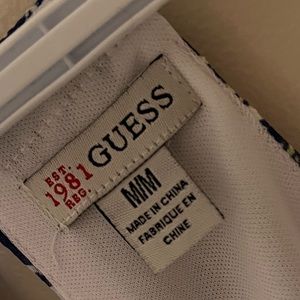 EST.
1981
REG.
GUESS
M/M
MADE IN CHINA
FABRIQUE EN
CHINE